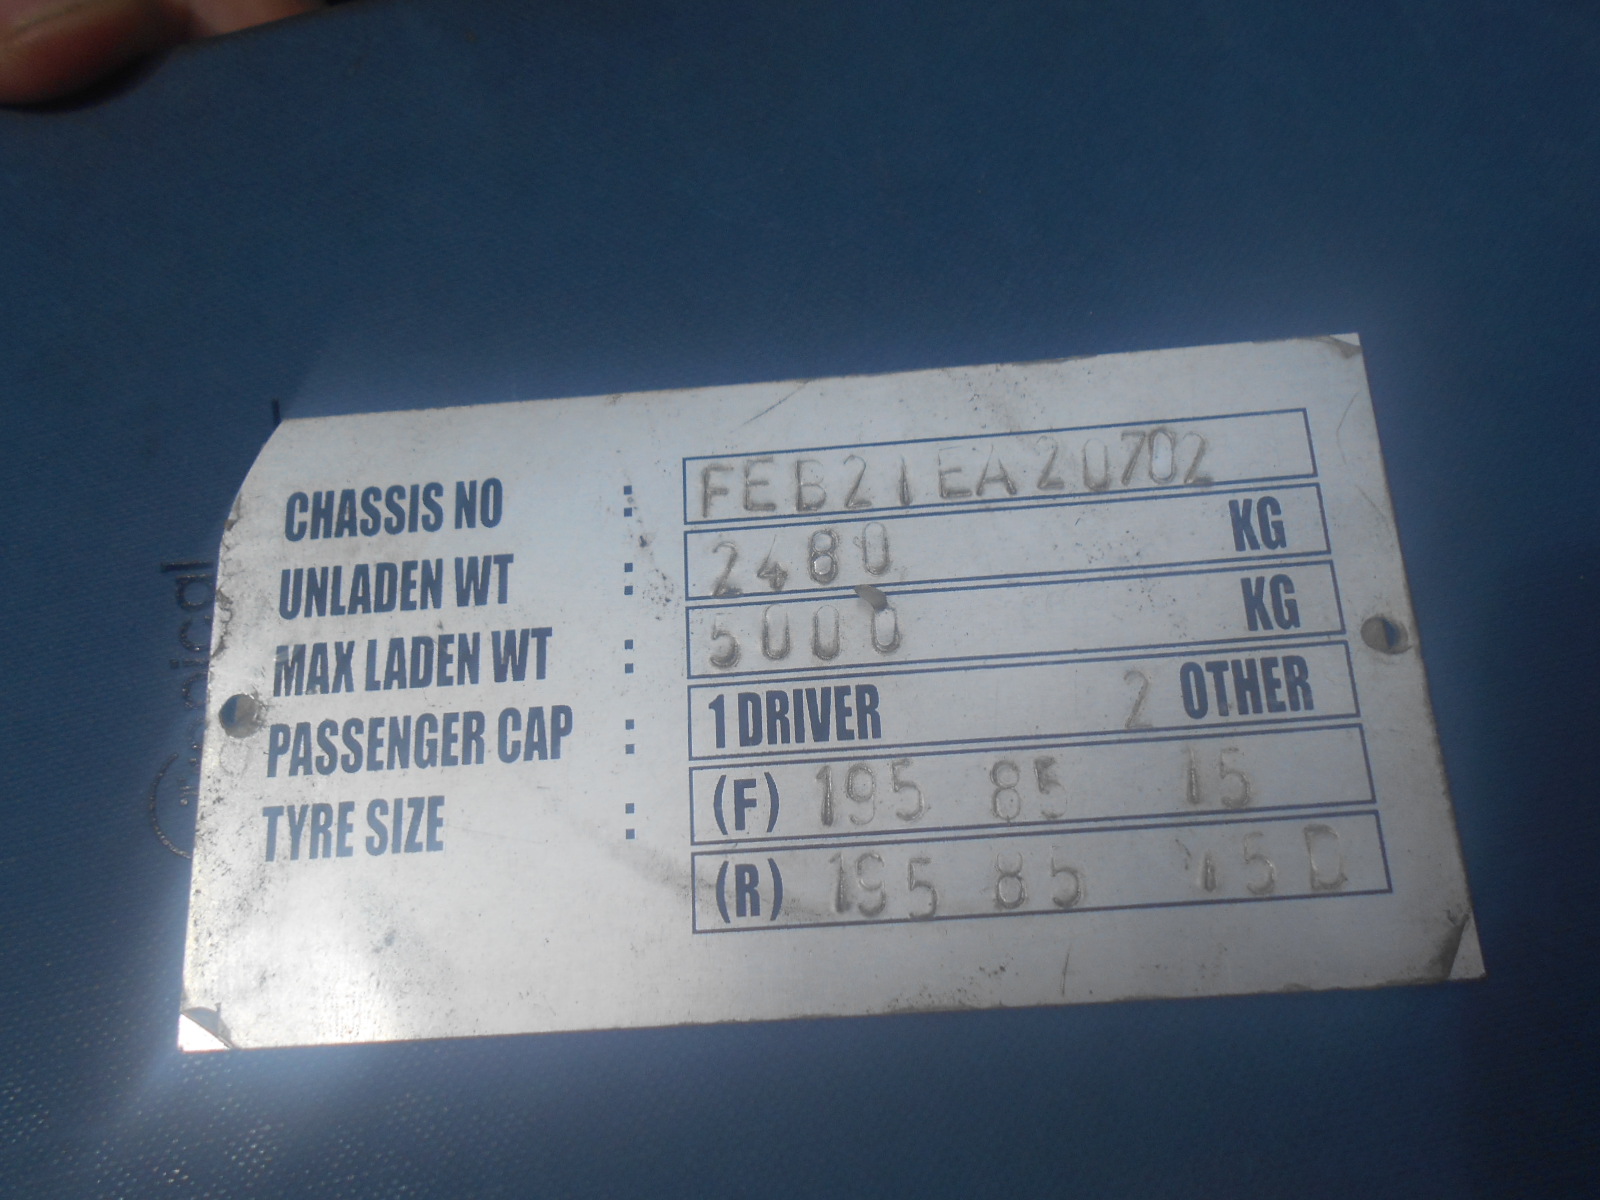 CHASSIS NO : FEB21EA20702
UNLADEN WT : 2480 KG
MAX LADEN WT : 5000 KG
PASSENGER CAP : 1 DRIVER 2 OTHER
TYRE SIZE : (F) 195 85 15
(R) 195 85 15 D